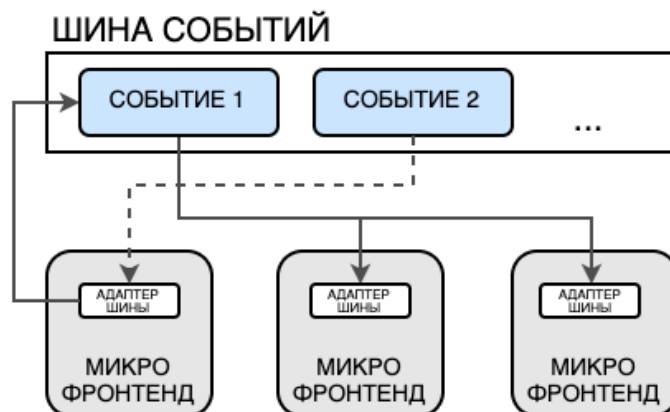 ШИНА СОБЫТИЙ
СОБЫТИЕ 1
СОБЫТИЕ 2
...
АДАПТЕР
ШИНЫ
МИКРО
ФРОНТЕНД
АДАПТЕР
ШИНЫ
МИКРО
ФРОНТЕНД
АДАПТЕР
ШИНЫ
МИКРО
ФРОНТЕНД